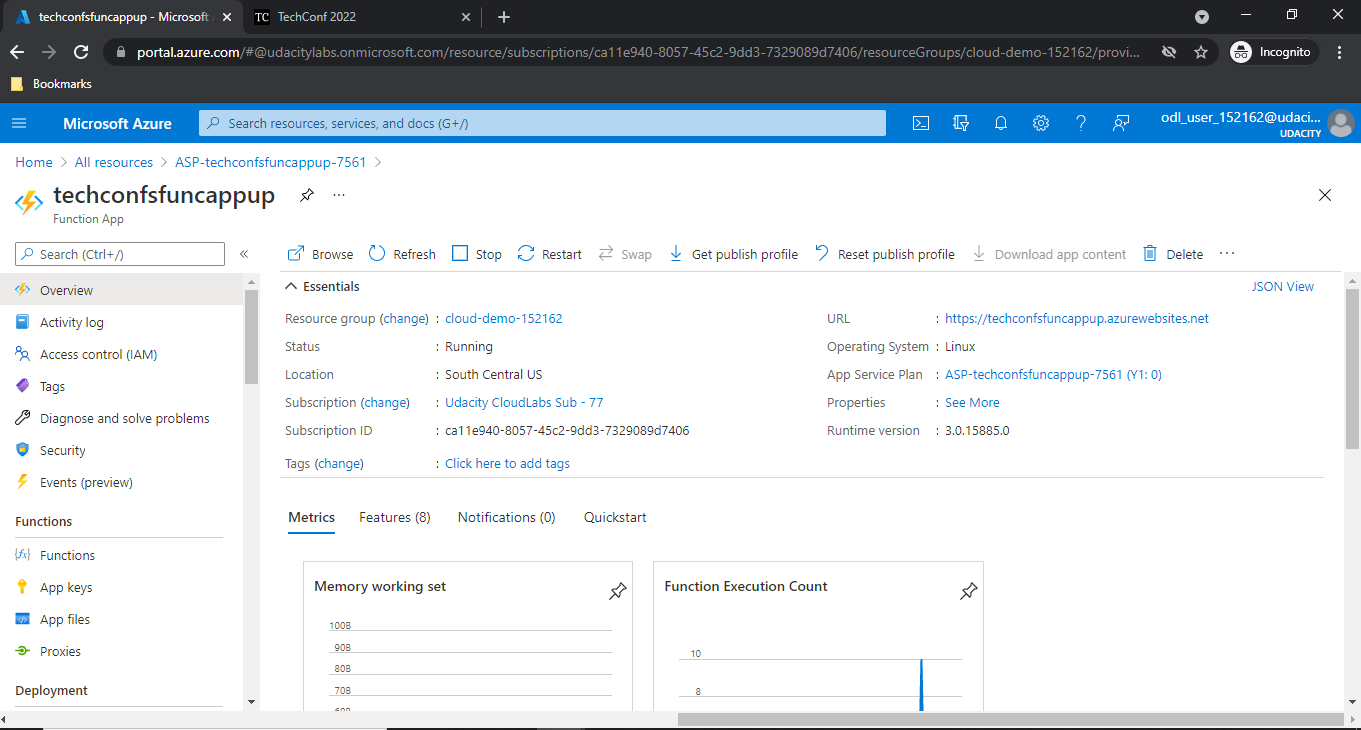 techconfsfuncappup - Microsoft
TC TechConf 2022
portal.azure.com/#@udacitylabs.onmicrosoft.com/resource/subscriptions/ca11e940-8057-45c2-9dd3-7329089d7406/resourceGroups/cloud-demo-152162/provi...
Incognito
Bookmarks
Microsoft Azure
Search resources, services, and docs (G+/)
odl_user_152162@udaci...
UDACITY
Home > All resources > ASP-techconfsfuncappup-7561 >
techconfsfuncappup
...
Function App
Search (Ctrl+/)
«
Browse Refresh Stop Restart Swap Get publish profile Reset publish profile Download app content Delete ...
Overview
Activity log
Access control (IAM)
Tags
Diagnose and solve problems
Security
Events (preview)
Functions
Functions
App keys
App files
Proxies
Deployment
Essentials
JSON View
Resource group (change) : cloud-demo-152162
Status : Running
Location : South Central US
Subscription (change) : Udacity CloudLabs Sub - 77
Subscription ID : ca11e940-8057-45c2-9dd3-7329089d7406
Tags (change) : Click here to add tags
URL : https://techconfsfuncappup.azurewebsites.net
Operating System : Linux
App Service Plan : ASP-techconfsfuncappup-7561 (Y1: 0)
Properties : See More
Runtime version : 3.0.15885.0
Metrics Features (8) Notifications (0) Quickstart
Memory working set
100B
90B
80B
70B
60B
Function Execution Count
10
8